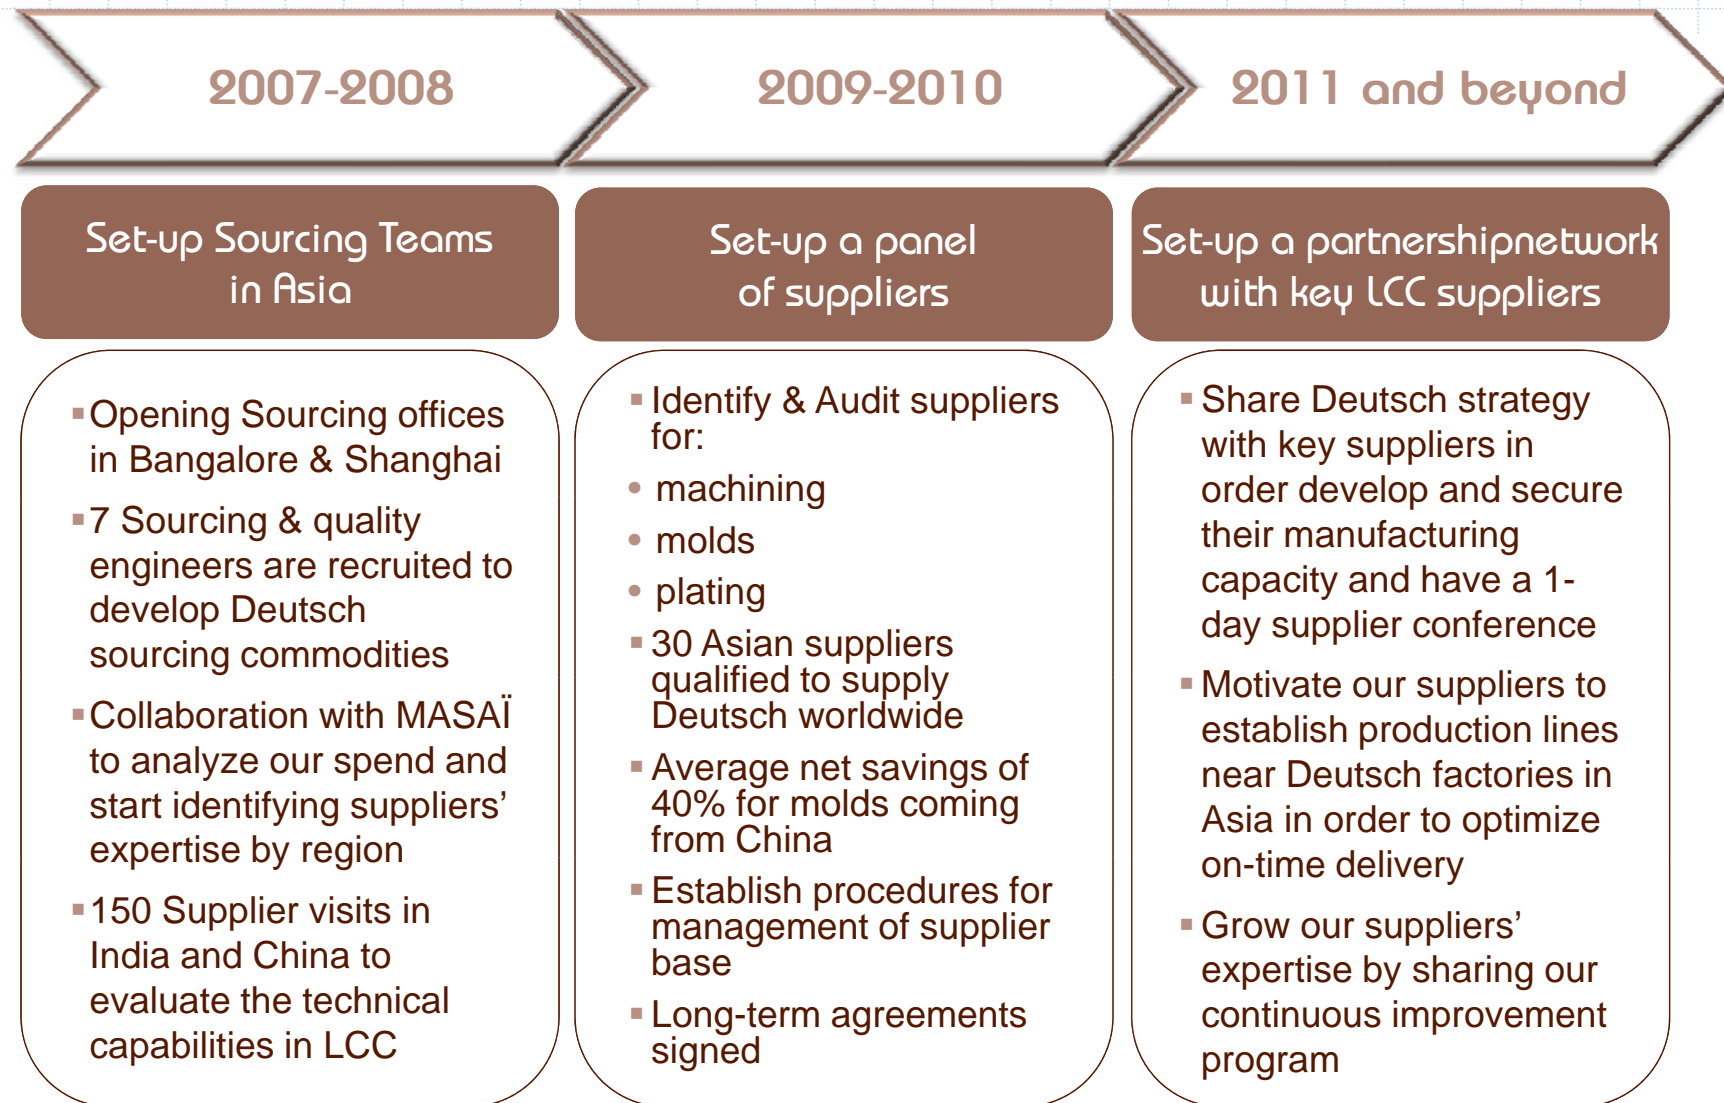 2007-2008
2009-2010
2011 and beyond
Set-up Sourcing Teams
in Asia
▪Opening Sourcing offices
in Bangalore & Shanghai
▪7 Sourcing & quality
engineers are recruited to
develop Deutsch
sourcing commodities
▪Collaboration with MASAÏ
to analyze our spend and
start identifying suppliers’
expertise by region
▪150 Supplier visits in
India and China to
evaluate the technical
capabilities in LCC
Set-up a panel
of suppliers
▪Identify & Audit suppliers
for:
• machining
• molds
• plating
▪30 Asian suppliers
qualified to supply
Deutsch worldwide
▪Average net savings of
40% for molds coming
from China
▪Establish procedures for
management of supplier
base
▪Long-term agreements
signed
Set-up a partnershipnetwork
with key LCC suppliers
▪Share Deutsch strategy
with key suppliers in
order develop and secure
their manufacturing
capacity and have a 1-
day supplier conference
▪Motivate our suppliers to
establish production lines
near Deutsch factories in
Asia in order to optimize
on-time delivery
▪Grow our suppliers’
expertise by sharing our
continuous improvement
program